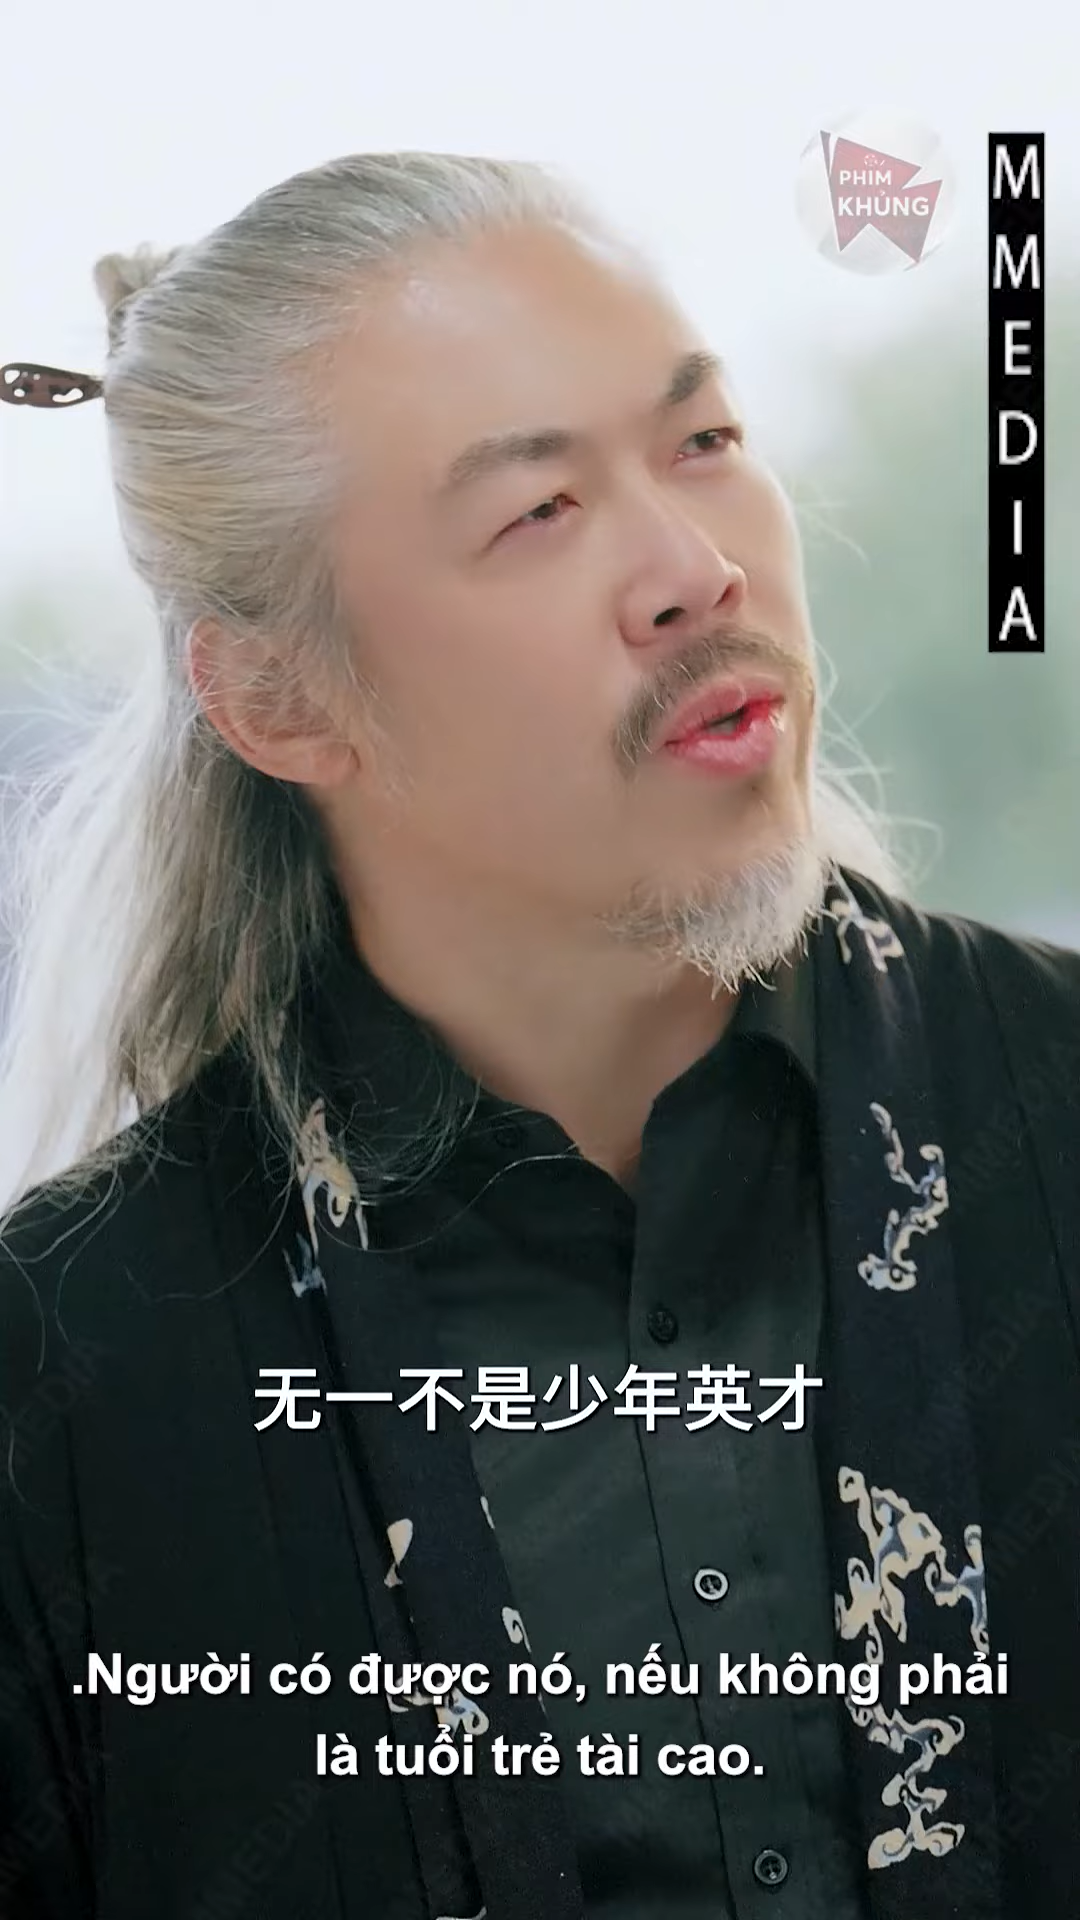 PHIM
KHỦNG
MMEDIA
无一不是少年英才
.Người có được nó, nếu không phải
là tuổi trẻ tài cao.